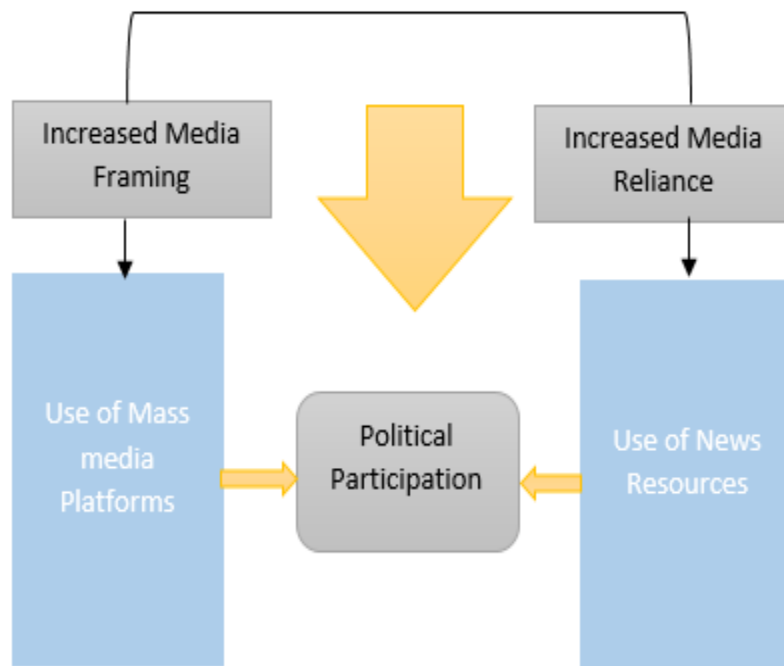 Increased Media
Framing
Increased Media
Reliance
Use of Mass
media
Platforms
Political
Participation
Use of News
Resources